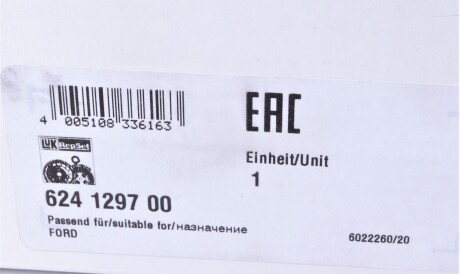 4 005108 336163
EAC
LUK RepSet
Einheit/Unit
1
624 1297 00
Passend für/suitable for/назначение
FORD
6022260/20